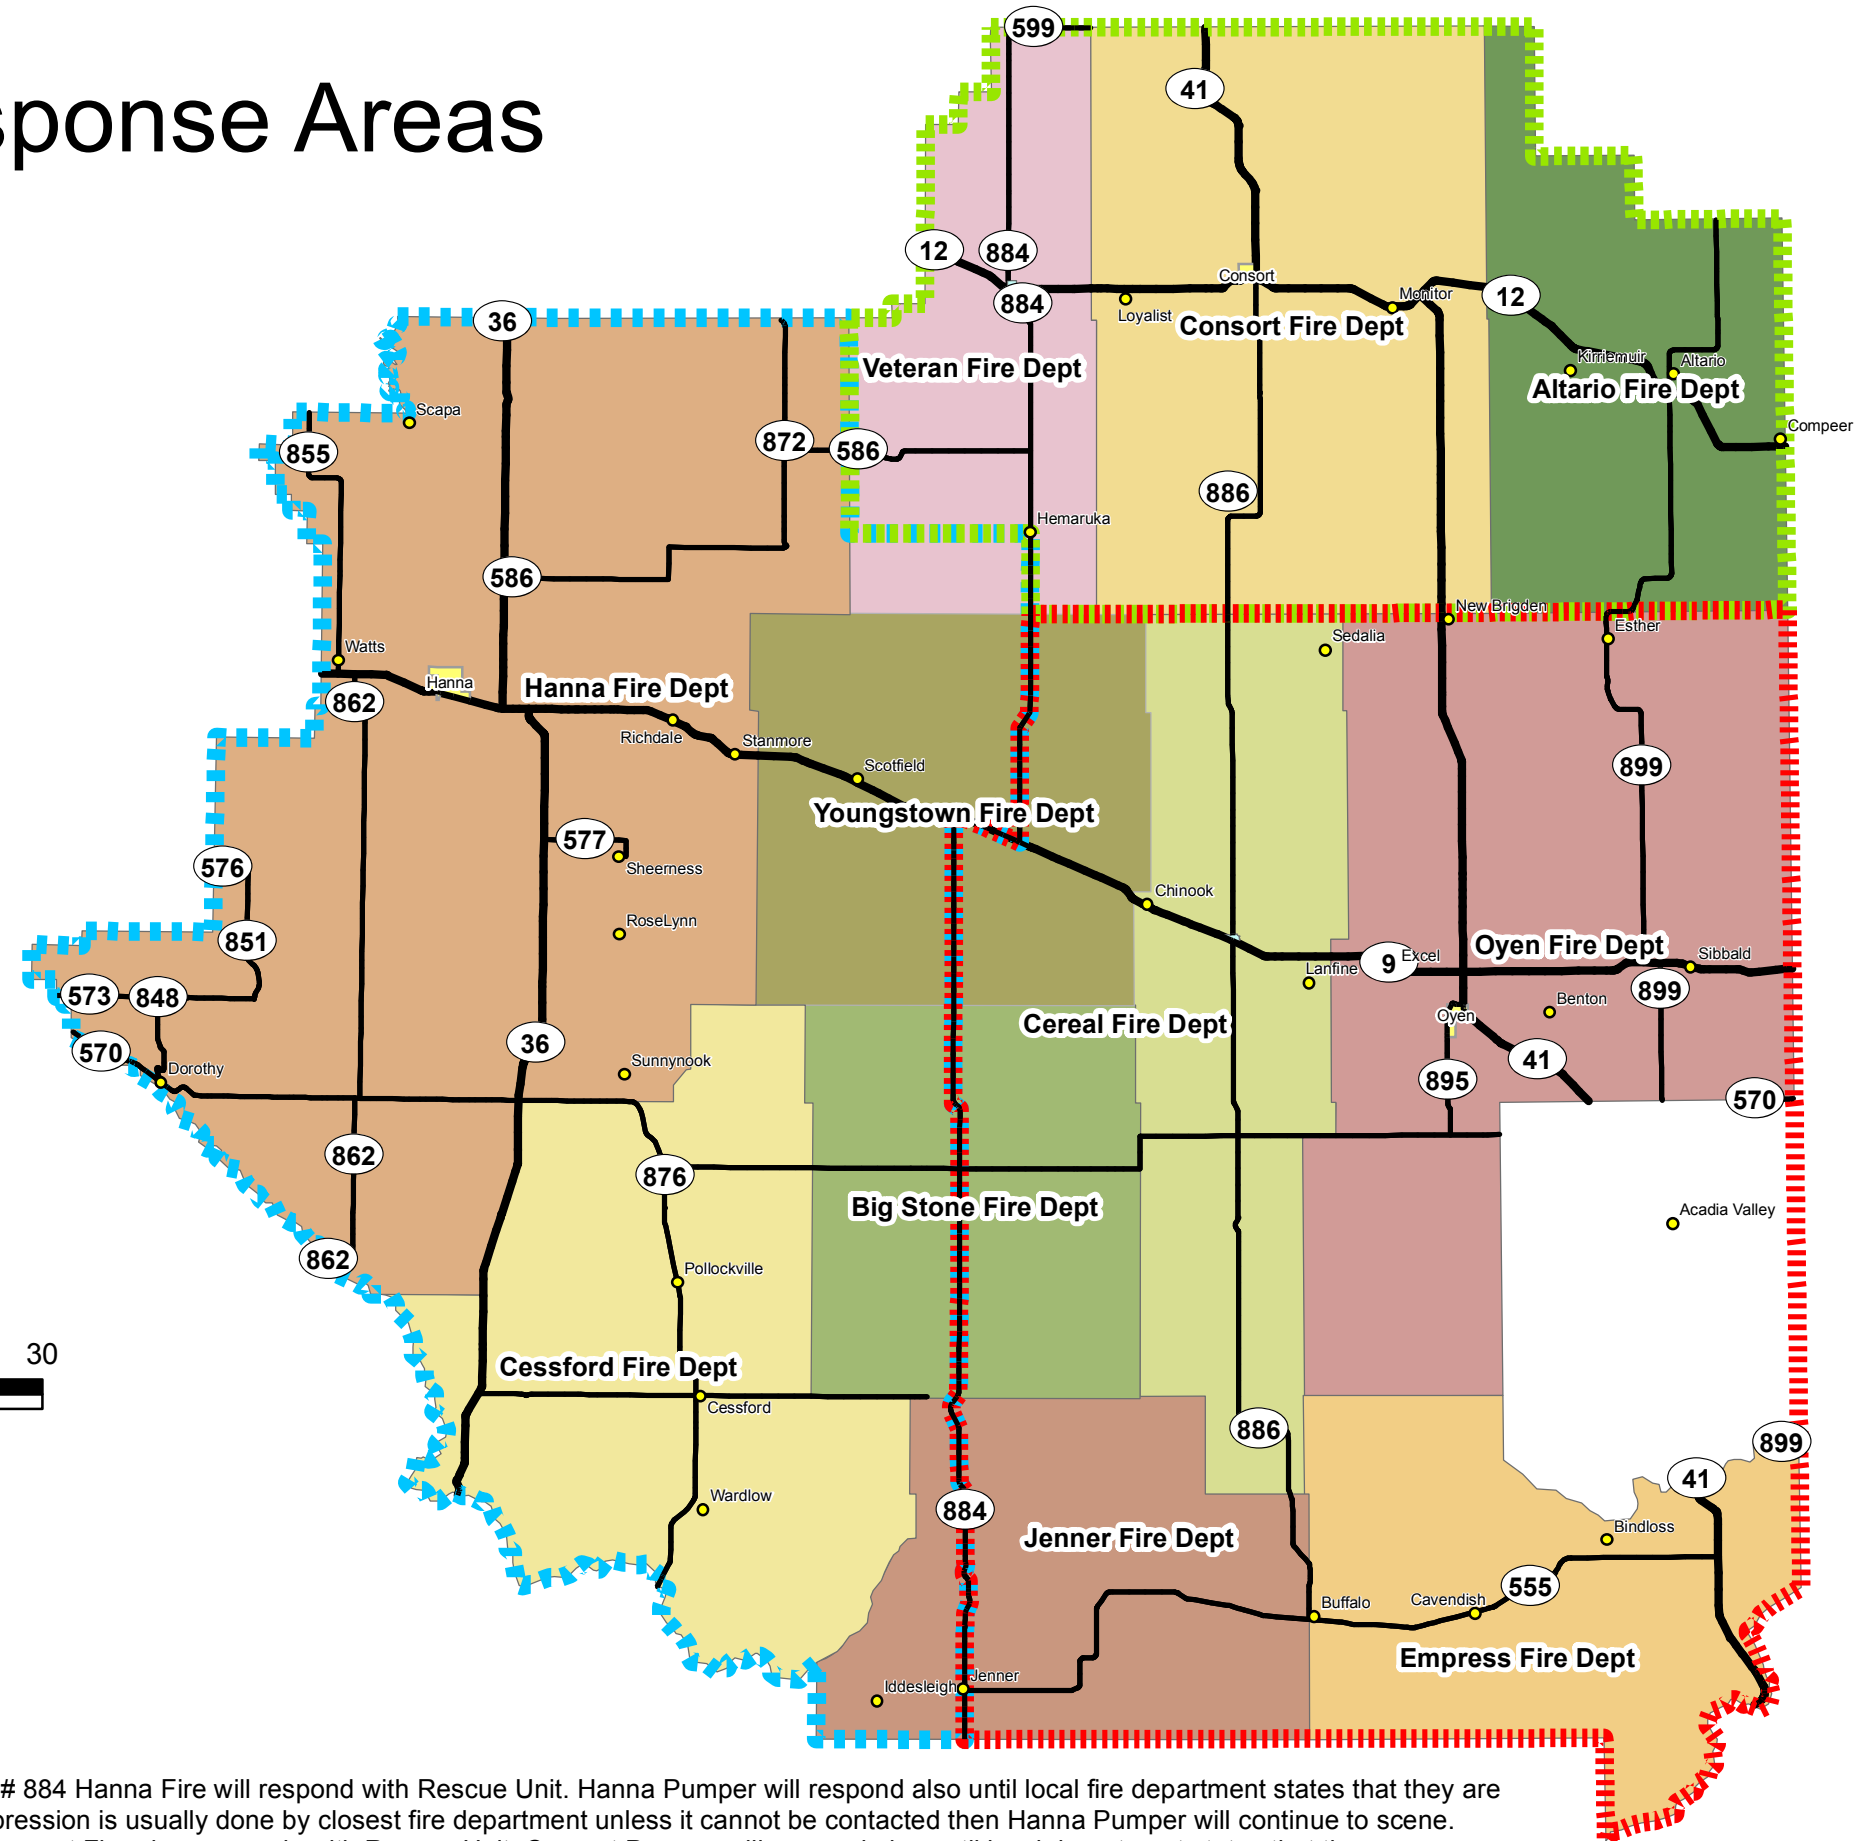 sponse Areas
599
41
12
884
884
Consort
Loyalist
Monitor
12
Consort Fire Dept
36
Veteran Fire Dept
Kirriemuir
Altario
Altario Fire Dept
Compeer
Scapa
855
872
586
886
Hemaruka
586
New Brigden
Esther
Sedalia
Watts
Hanna
862
Hanna Fire Dept
Richdale
Stanmore
Scotfield
899
Youngstown Fire Dept
577
Sheerness
576
Chinook
RoseLynn
851
Oyen Fire Dept
9
Excel
Sibbald
Lanfine
573
848
899
Benton
Oyen
Cereal Fire Dept
36
570
Dorothy
Sunnynook
41
895
570
862
876
Big Stone Fire Dept
Acadia Valley
862
Pollockville
30
Cessford Fire Dept
Cessford
886
899
41
Wardlow
884
Jenner Fire Dept
Bindloss
555
Buffalo
Cavendish
Empress Fire Dept
Iddesleigh
Jenner
# 884 Hanna Fire will respond with Rescue Unit. Hanna Pumper will respond also until local fire department states that they are
pression is usually done by closest fire department unless it cannot be contacted then Hanna Pumper will continue to scene.